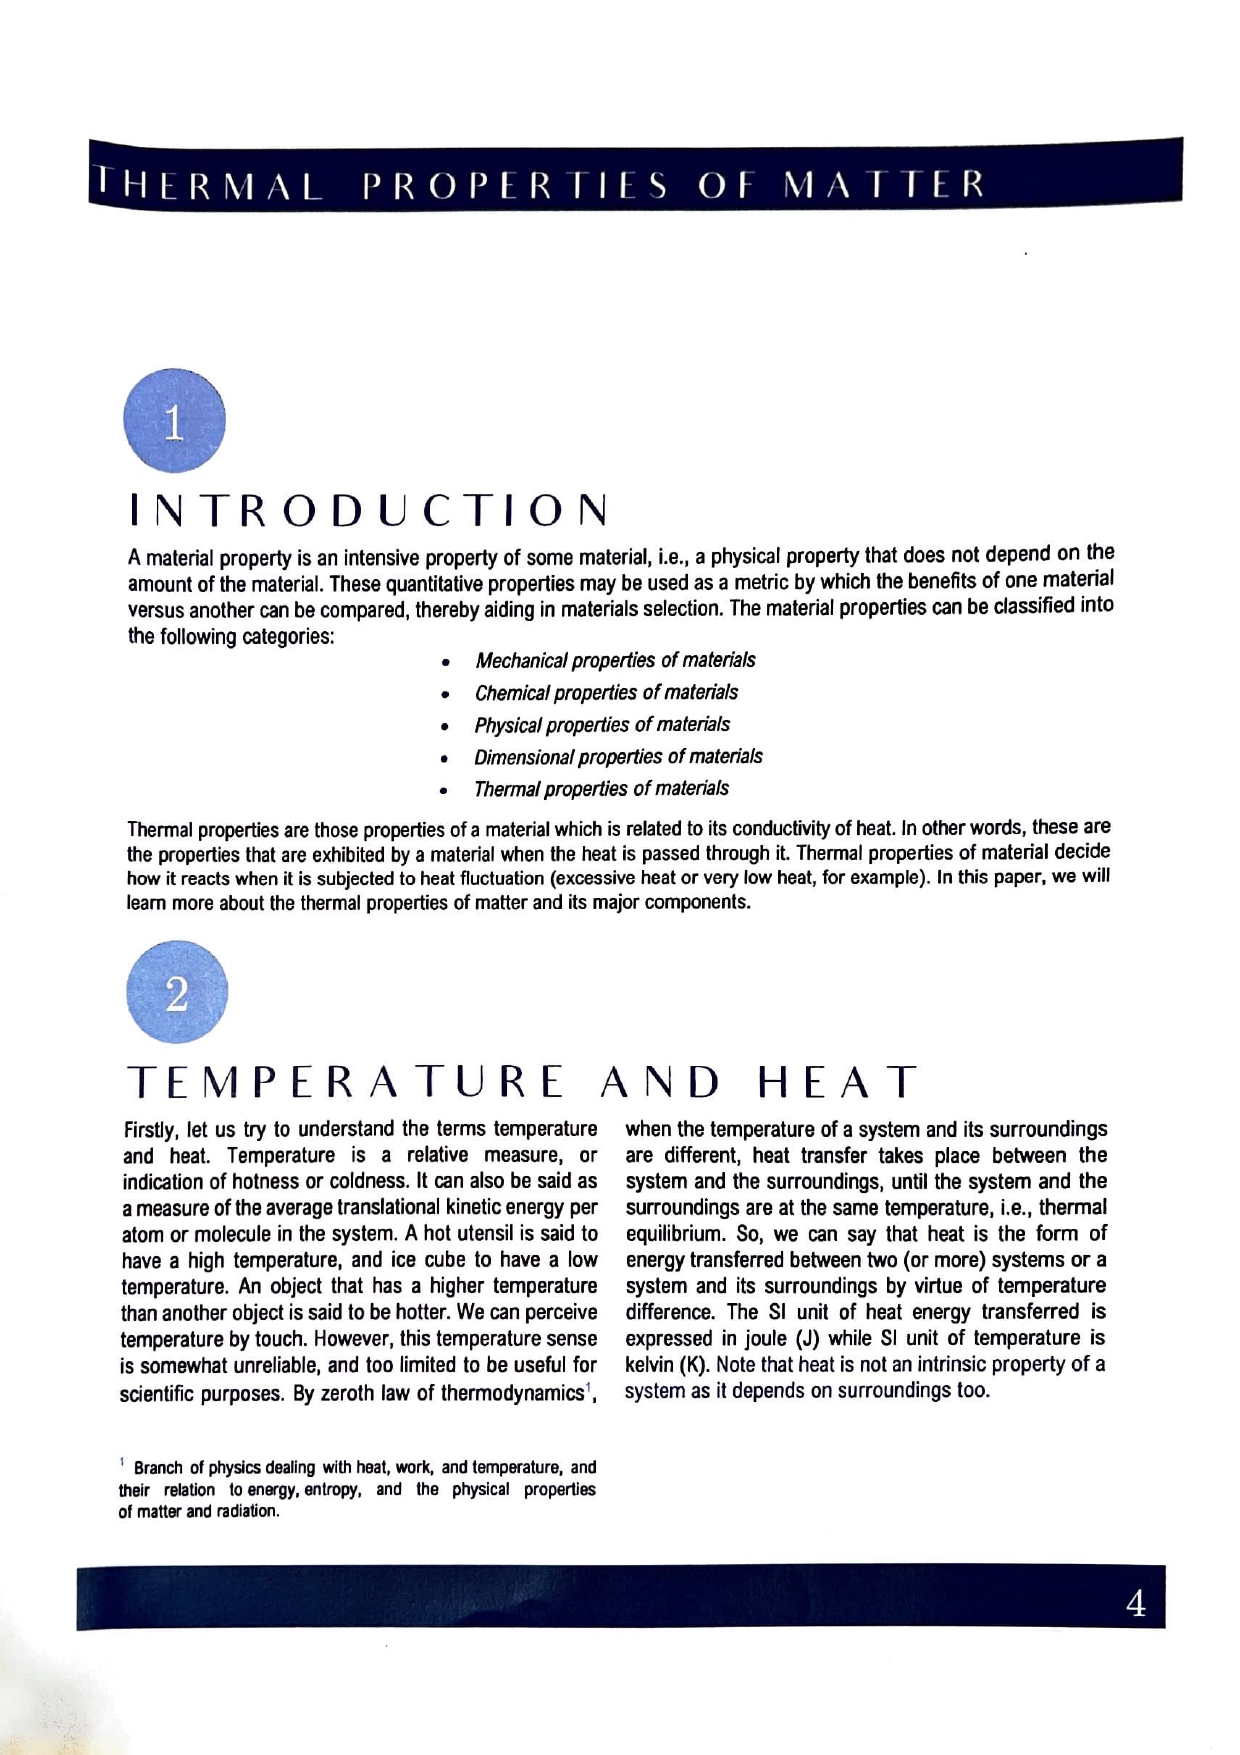 THERMAL PROPERTIES OF MATTER
1
INTRODUCTION
A material property is an intensive property of some material, i.e., a physical property that does not depend on the
amount of the material. These quantitative properties may be used as a metric by which the benefits of one material
versus another can be compared, thereby aiding in materials selection. The material properties can be classified into
the following categories:
• Mechanical properties of materials
• Chemical properties of materials
• Physical properties of materials
• Dimensional properties of materials
• Thermal properties of materials
Thermal properties are those properties of a material which is related to its conductivity of heat. In other words, these are
the properties that are exhibited by a material when the heat is passed through it. Thermal properties of material decide
how it reacts when it is subjected to heat fluctuation (excessive heat or very low heat, for example). In this paper, we will
learn more about the thermal properties of matter and its major components.
2
TEMPERATURE AND HEAT
Firstly, let us try to understand the terms temperature
and heat. Temperature is a relative measure, or
indication of hotness or coldness. It can also be said as
a measure of the average translational kinetic energy per
atom or molecule in the system. A hot utensil is said to
have a high temperature, and ice cube to have a low
temperature. An object that has a higher temperature
than another object is said to be hotter. We can perceive
temperature by touch. However, this temperature sense
is somewhat unreliable, and too limited to be useful for
scientific purposes. By zeroth law of thermodynamics¹,
when the temperature of a system and its surroundings
are different, heat transfer takes place between the
system and the surroundings, until the system and the
surroundings are at the same temperature, i.e., thermal
equilibrium. So, we can say that heat is the form of
energy transferred between two (or more) systems or a
system and its surroundings by virtue of temperature
difference. The SI unit of heat energy transferred is
expressed in joule (J) while SI unit of temperature is
kelvin (K). Note that heat is not an intrinsic property of a
system as it depends on surroundings too.
¹ Branch of physics dealing with heat, work, and temperature, and
their relation to energy, entropy, and the physical properties
of matter and radiation.
4